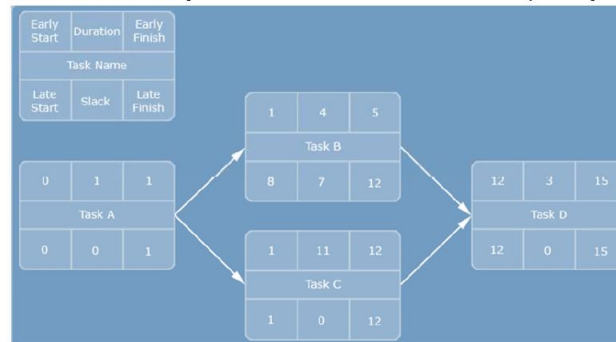 Early Start Duration Early Finish
Task Name
Late Start Slack Late Finish
1 4 5
Task B
8 7 12
0 1 1
Task A
0 0 1
12 3 15
Task D
12 0 15
1 11 12
Task C
1 0 12